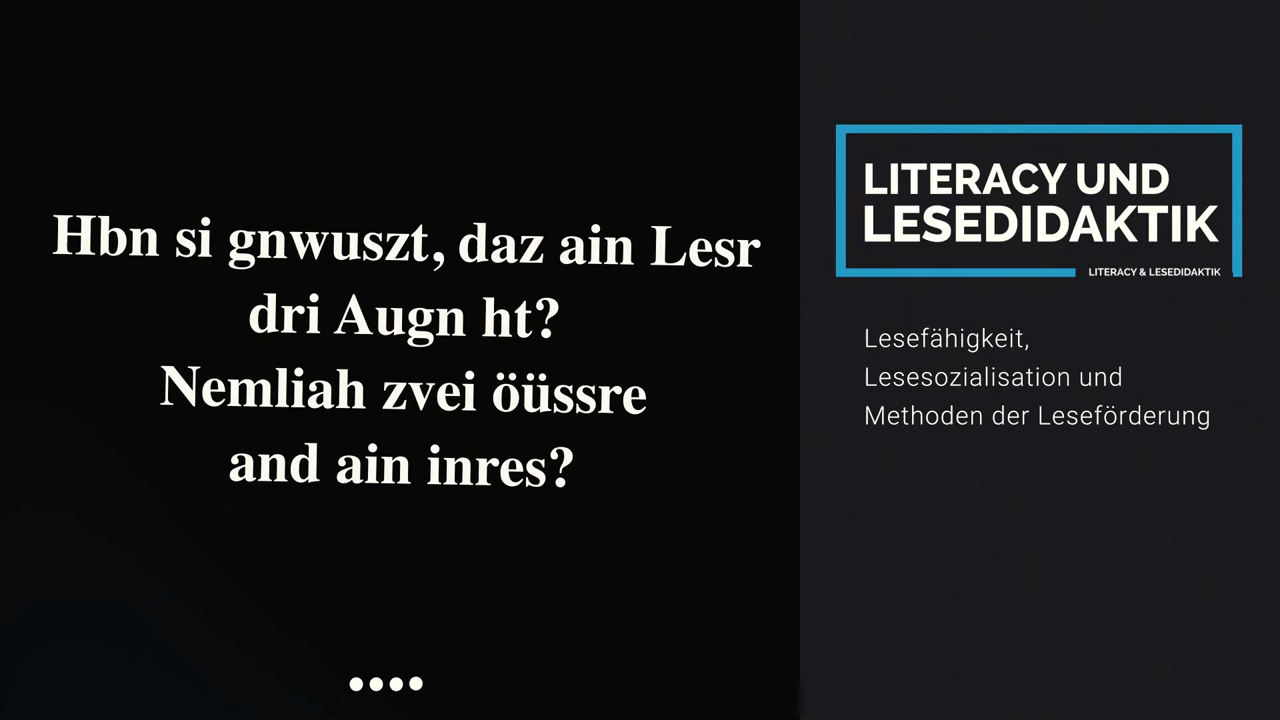 Hbn si gnwuszt, daz ain Lesr
dri Augn ht?
Nemliah zvei öüssre
and ain inres?
....
LITERACY UND
LESEDIDAKTIK
LITERACY & LESEDIDAKTIK
Lesefähigkeit,
Lesesozialisation und
Methoden der Leseförderung